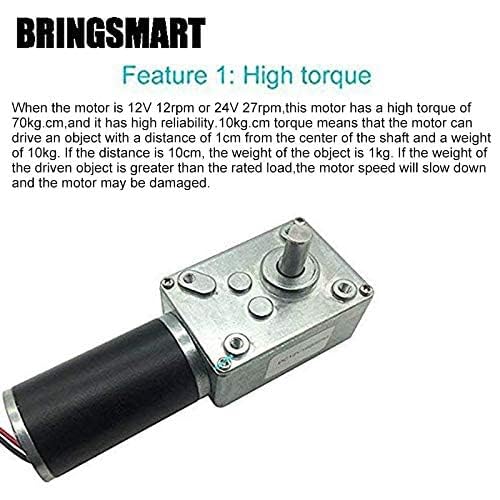 BRINGSMART
Feature 1: High torque
When the motor is 12V 12rpm or 24V 27rpm,this motor has a high torque of
70kg.cm,and it has high reliability.10kg.cm torque means that the motor can
drive an object with a distance of 1cm from the center of the shaft and a weight
of 10kg. If the distance is 10cm, the weight of the object is 1kg. If the weight of
the driven object is greater than the rated load,the motor speed will slow down
and the motor may be damaged.